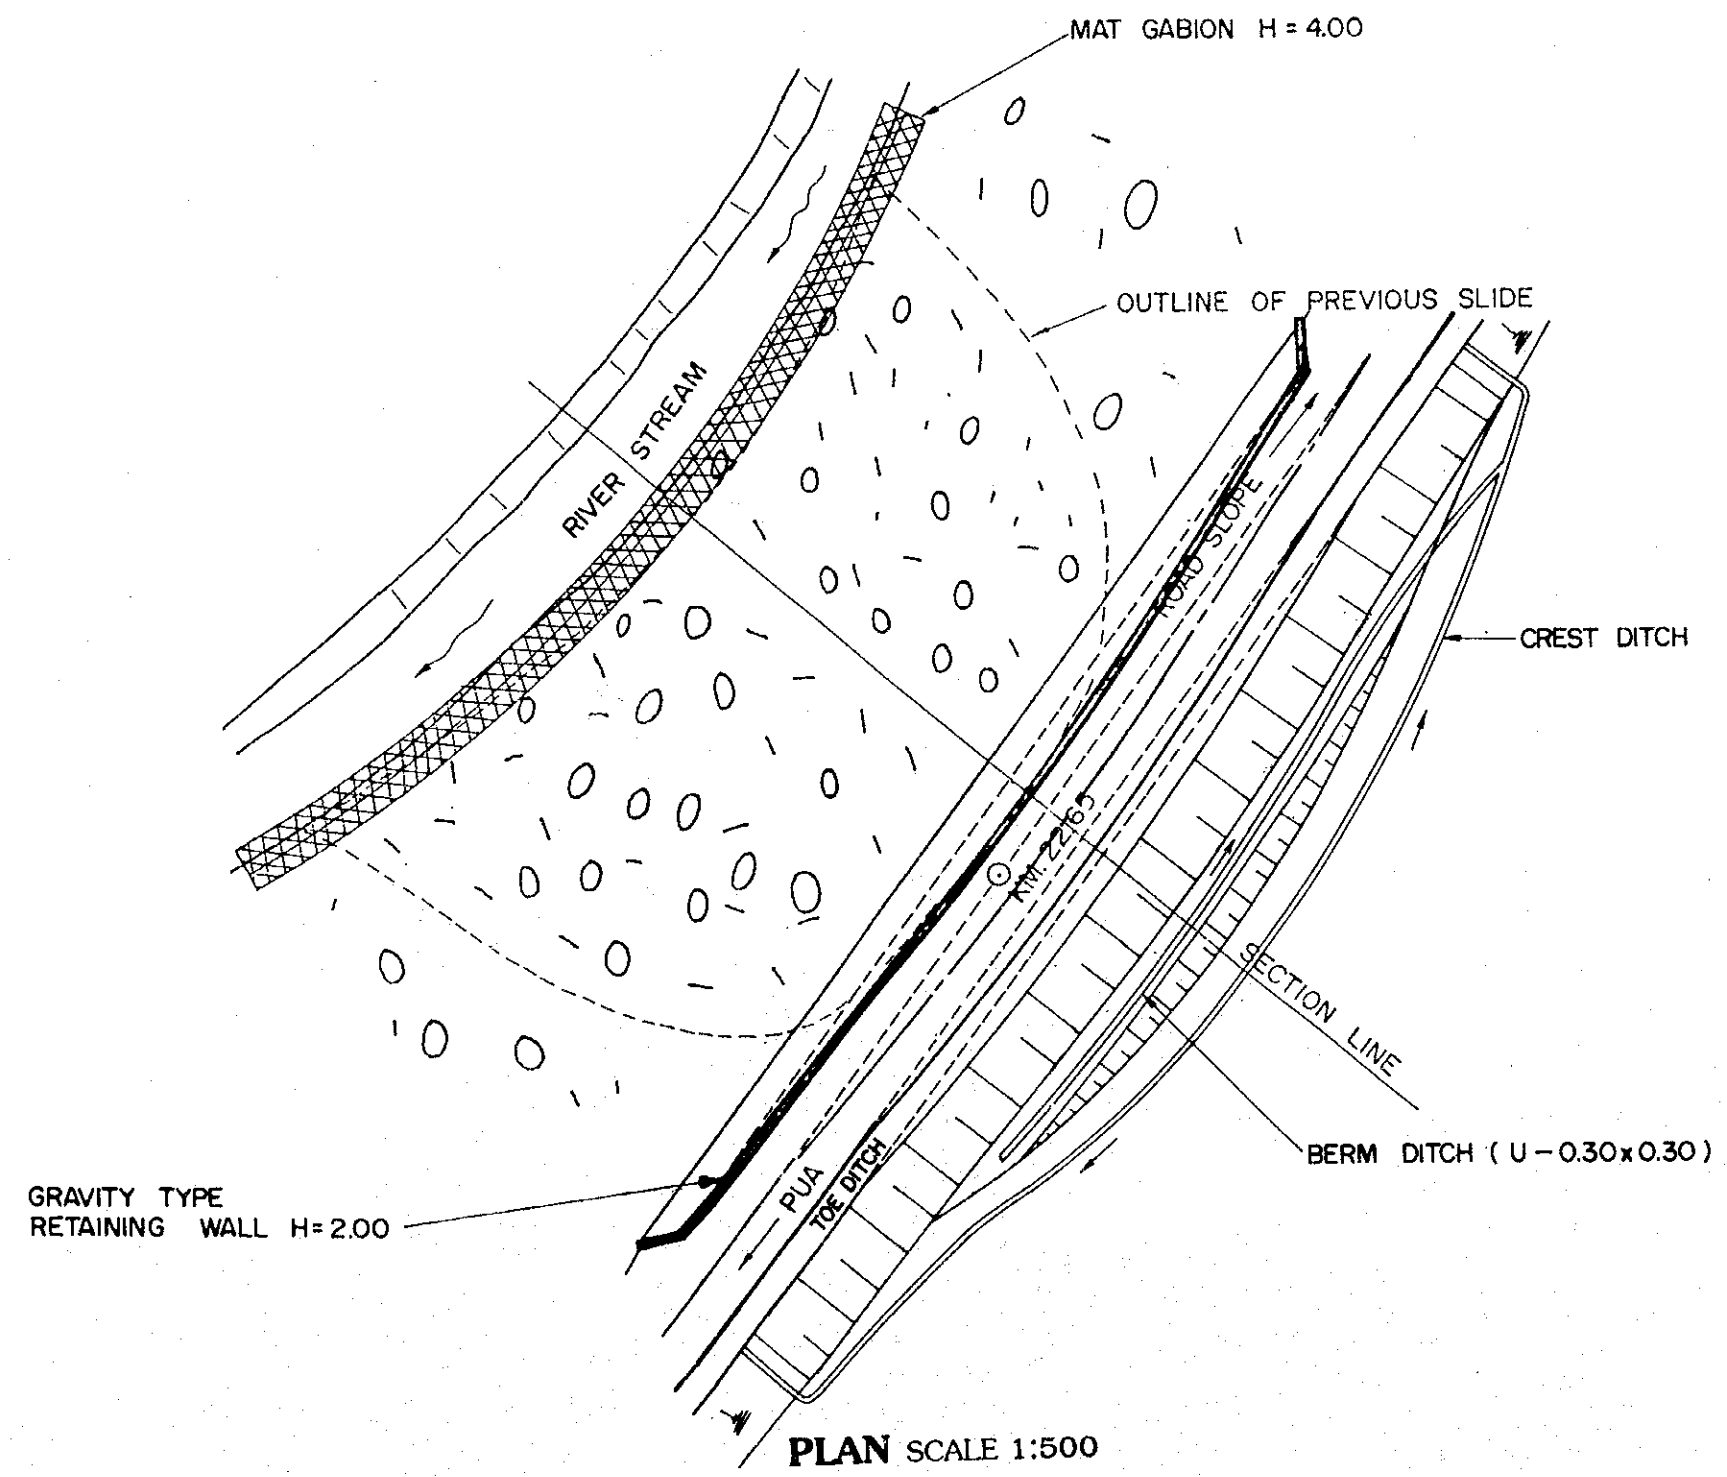 MAT GABION H = 4.00
OUTLINE OF PREVIOUS SLIDE
RIVER STREAM
ROAD SLOPE
CREST DITCH
KM. 22+165
SECTION LINE
BERM DITCH ( U - 0.30 x 0.30 )
PUA
TOE DITCH
GRAVITY TYPE
RETAINING WALL H = 2.00
PLAN SCALE 1:500